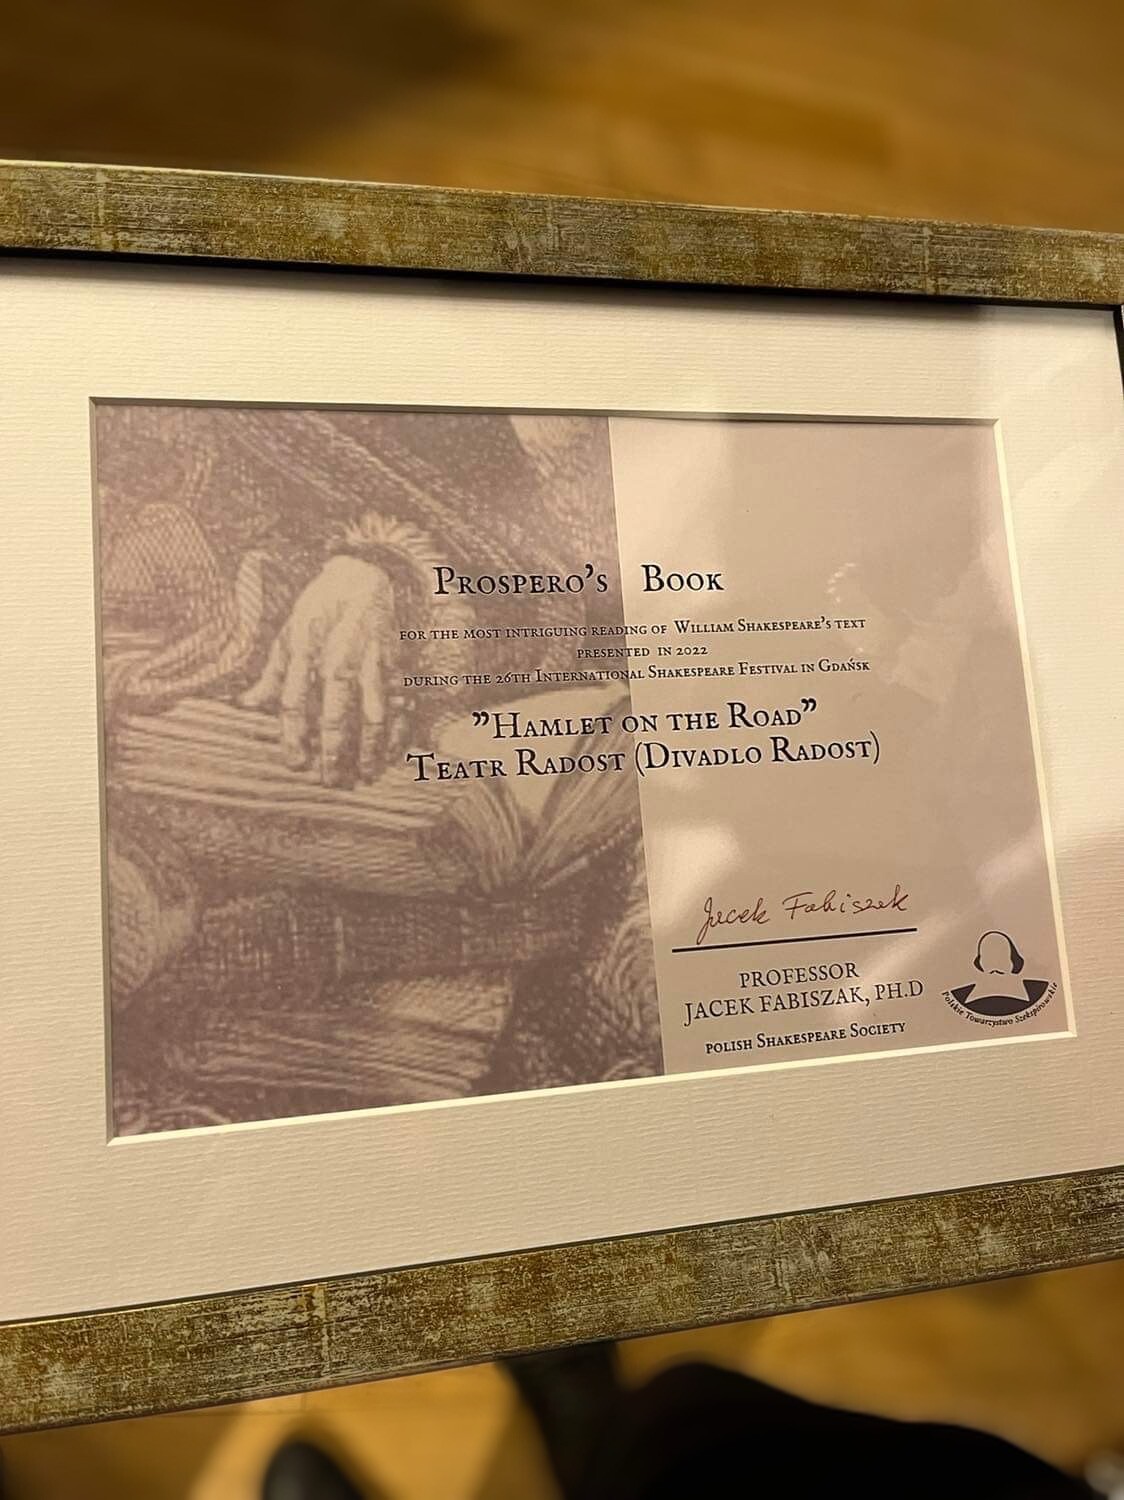 Prospero's Book
for the most intriguing reading of William Shakespeare's text
presented in 2022
during the 26th International Shakespeare Festival in Gdańsk
"Hamlet on the Road"
Teatr Radost (Divadlo Radost)
Jacek Fabiszak
PROFESSOR
JACEK FABISZAK, PH.D
polish Shakespeare Society
Polskie Towarzystwo Szekspirowskie